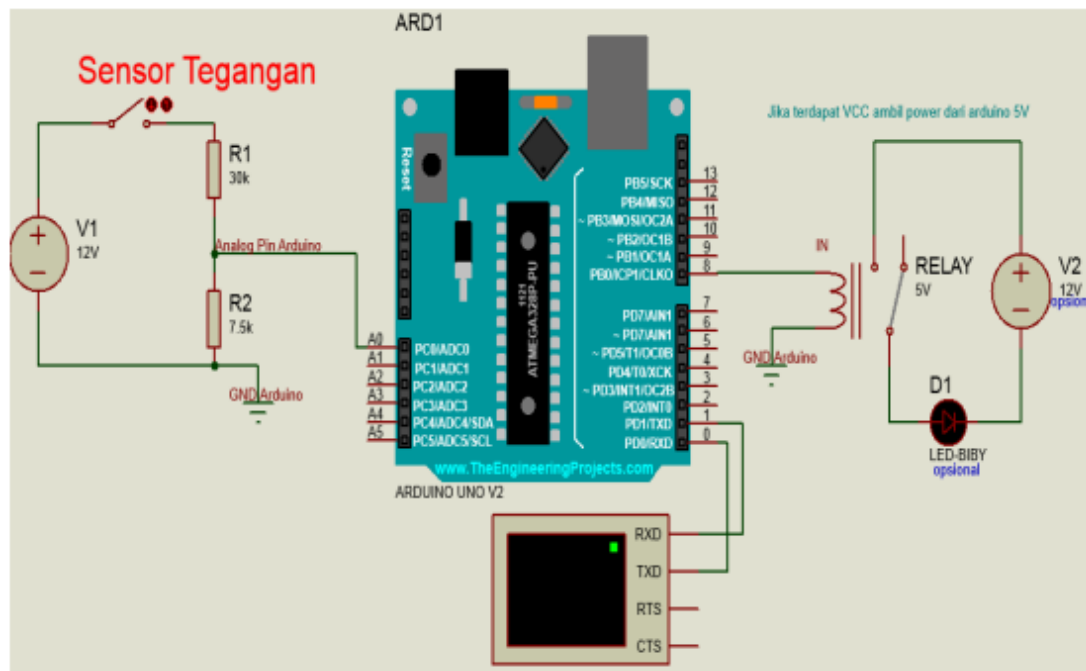 ARD1
Sensor Tegangan
R1
30k
V1
12V
Analog Pin Arduino
R2
7.5k
GND Arduino
Reset
A0
A1
A2
A3
A4
A5
PC0/ADC0
PC1/ADC1
PC2/ADC2
PC3/ADC3
PC4/ADC4/SDA
PC5/ADC5/SCL
1121
ATMEGA328P-PU
PB5/SCK 13
PB4/MISO 12
~ PB3/MOSI/OC2A 11
~ PB2/OC1B 10
~ PB1/OC1A 9
PB0/ICP1/CLKO 8
PD7/AIN1 7
~ PD7/AIN1 6
~ PD5/T1/OC0B 5
PD4/T0/XCK 4
~ PD3/INT1/OC2B 3
PD2/INT0 2
PD1/TXD 1
PD0/RXD 0
www.TheEngineeringProjects.com
ARDUINO UNO V2
Jika terdapat VCC ambil power dari arduino 5V
IN
RELAY
5V
V2
12V
opsion
GND Arduino
D1
LED-BIBY
opsional
RXD
TXD
RTS
CTS